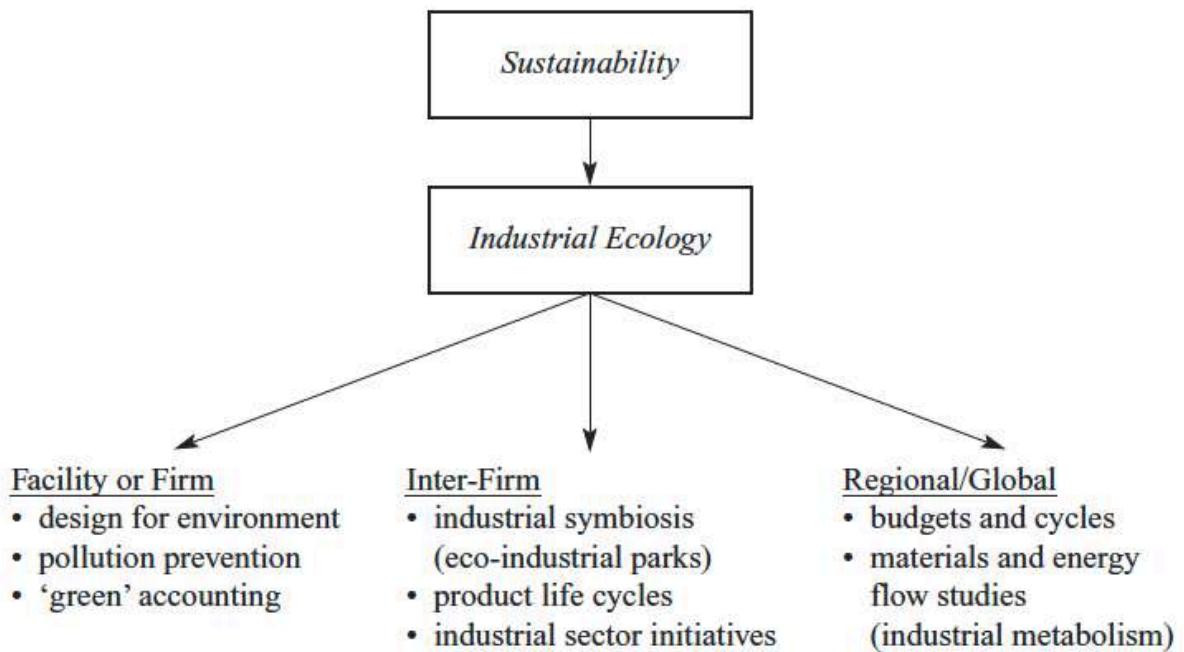 Sustainability
Industrial Ecology
Facility or Firm
• design for environment
• pollution prevention
• ‘green’ accounting
Inter-Firm
• industrial symbiosis
(eco-industrial parks)
• product life cycles
• industrial sector initiatives
Regional/Global
• budgets and cycles
• materials and energy
flow studies
(industrial metabolism)